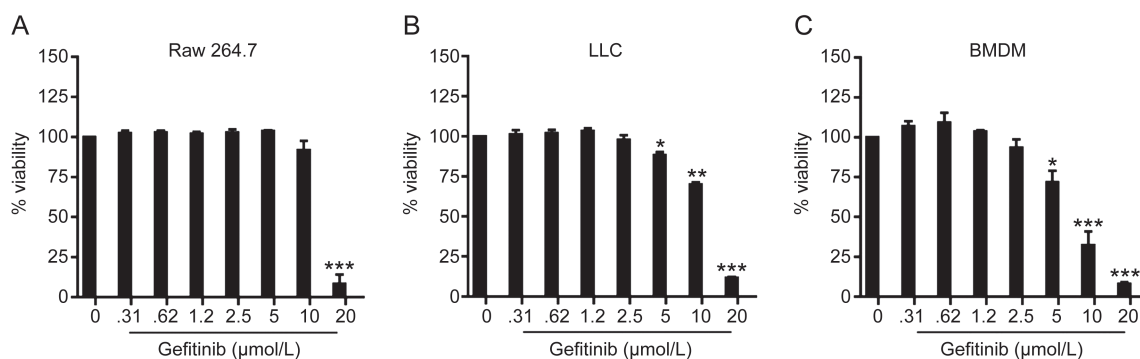 A
Raw 264.7
% viability
150
100
75
50
25
0
0 .31 .62 1.2 2.5 5 10 20
***
Gefitinib (µmol/L)
B
LLC
% viability
150
100
75
50
25
0
* ** ***
0 .31 .62 1.2 2.5 5 10 20
Gefitinib (µmol/L)
C
BMDM
% viability
150
100
75
50
25
0
* *** ***
0 .31 .62 1.2 2.5 5 10 20
Gefitinib (µmol/L)